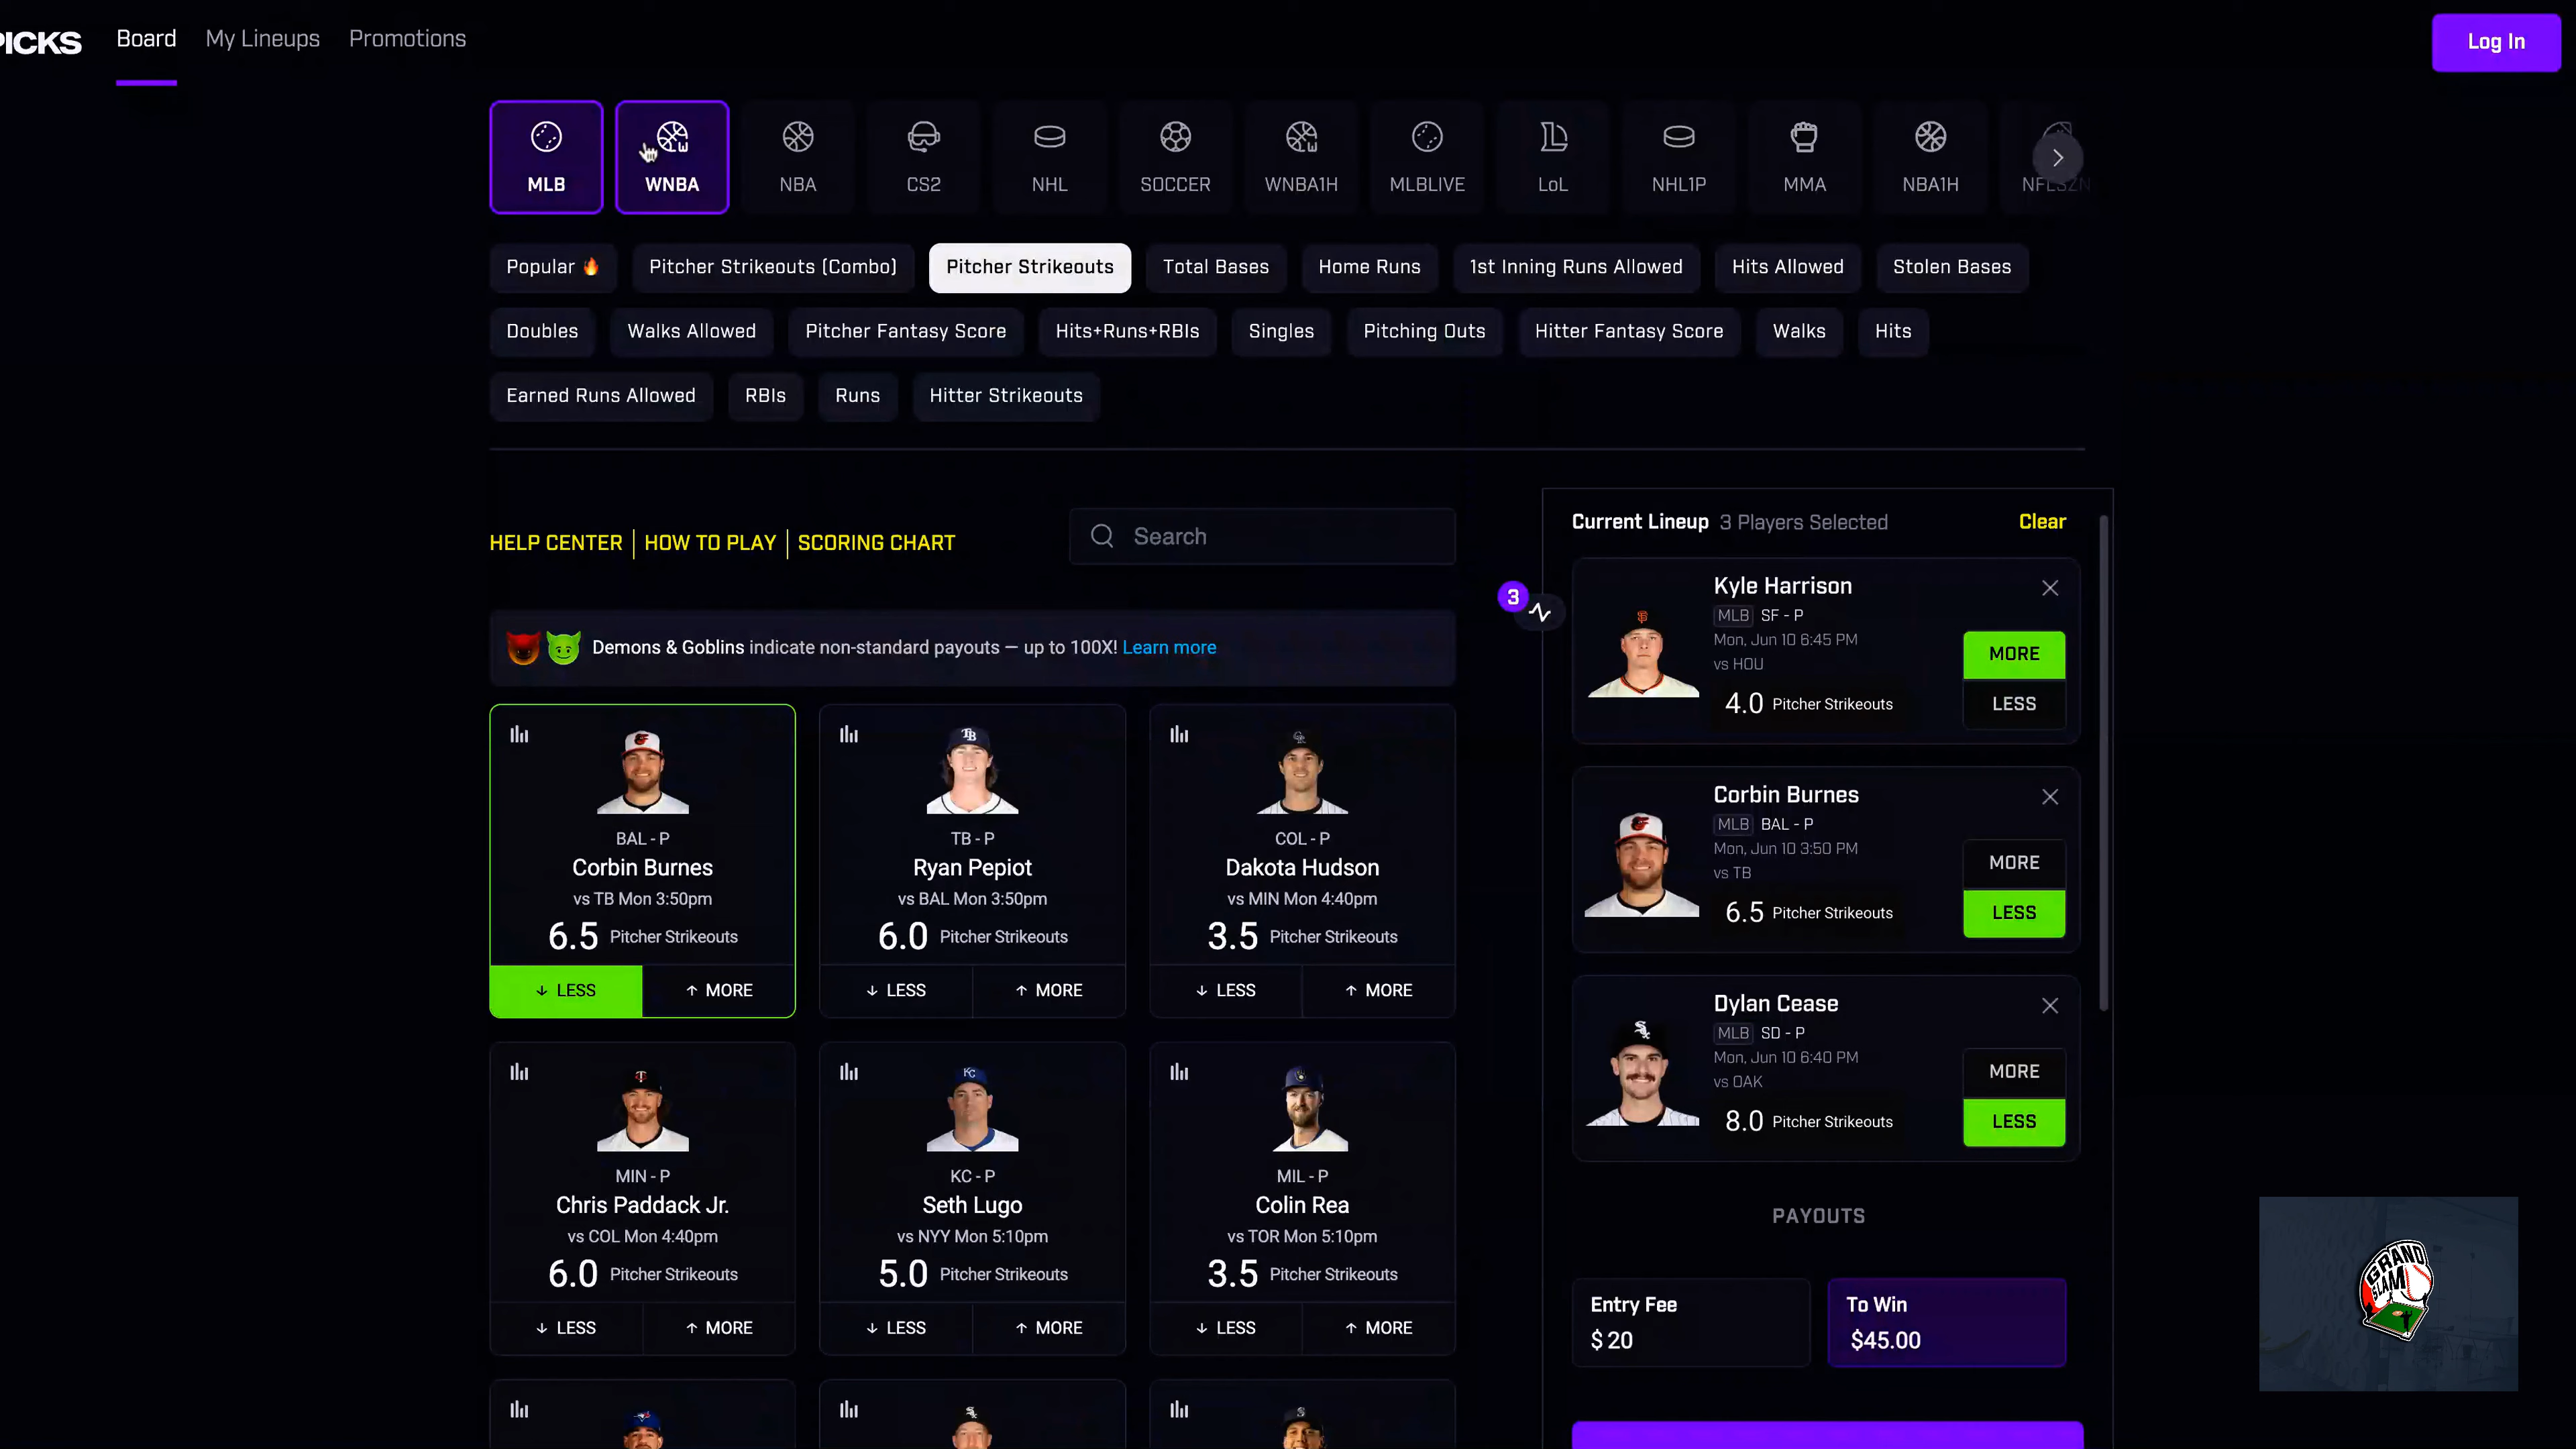 PICKS
Board
My Lineups
Promotions
Log In
MLB
WNBA
NBA
CS2
NHL
SOCCER
WNBA1H
MLBLIVE
LoL
NHL1P
MMA
NBA1H
NFLSZN
Popular
Pitcher Strikeouts (Combo)
Pitcher Strikeouts
Total Bases
Home Runs
1st Inning Runs Allowed
Hits Allowed
Stolen Bases
Doubles
Walks Allowed
Pitcher Fantasy Score
Hits+Runs+RBIs
Singles
Pitching Outs
Hitter Fantasy Score
Walks
Hits
Earned Runs Allowed
RBIs
Runs
Hitter Strikeouts
HELP CENTER
HOW TO PLAY
SCORING CHART
Search
Demons & Goblins indicate non-standard payouts — up to 100X! Learn more
BAL - P
Corbin Burnes
vs TB Mon 3:50pm
6.5 Pitcher Strikeouts
LESS
MORE
TB - P
Ryan Pepiot
vs BAL Mon 3:50pm
6.0 Pitcher Strikeouts
LESS
MORE
COL - P
Dakota Hudson
vs MIN Mon 4:40pm
3.5 Pitcher Strikeouts
LESS
MORE
MIN - P
Chris Paddack Jr.
vs COL Mon 4:40pm
6.0 Pitcher Strikeouts
LESS
MORE
KC - P
Seth Lugo
vs NYY Mon 5:10pm
5.0 Pitcher Strikeouts
LESS
MORE
MIL - P
Colin Rea
vs TOR Mon 5:10pm
3.5 Pitcher Strikeouts
LESS
MORE
3
Current Lineup 3 Players Selected
Clear
Kyle Harrison
MLB SF - P
Mon, Jun 10 6:45 PM
vs HOU
4.0 Pitcher Strikeouts
MORE
LESS
Corbin Burnes
MLB BAL - P
Mon, Jun 10 3:50 PM
vs TB
6.5 Pitcher Strikeouts
MORE
LESS
Dylan Cease
MLB SD - P
Mon, Jun 10 6:40 PM
vs OAK
8.0 Pitcher Strikeouts
MORE
LESS
PAYOUTS
Entry Fee
$ 20
To Win
$45.00
GRAND
SLAM